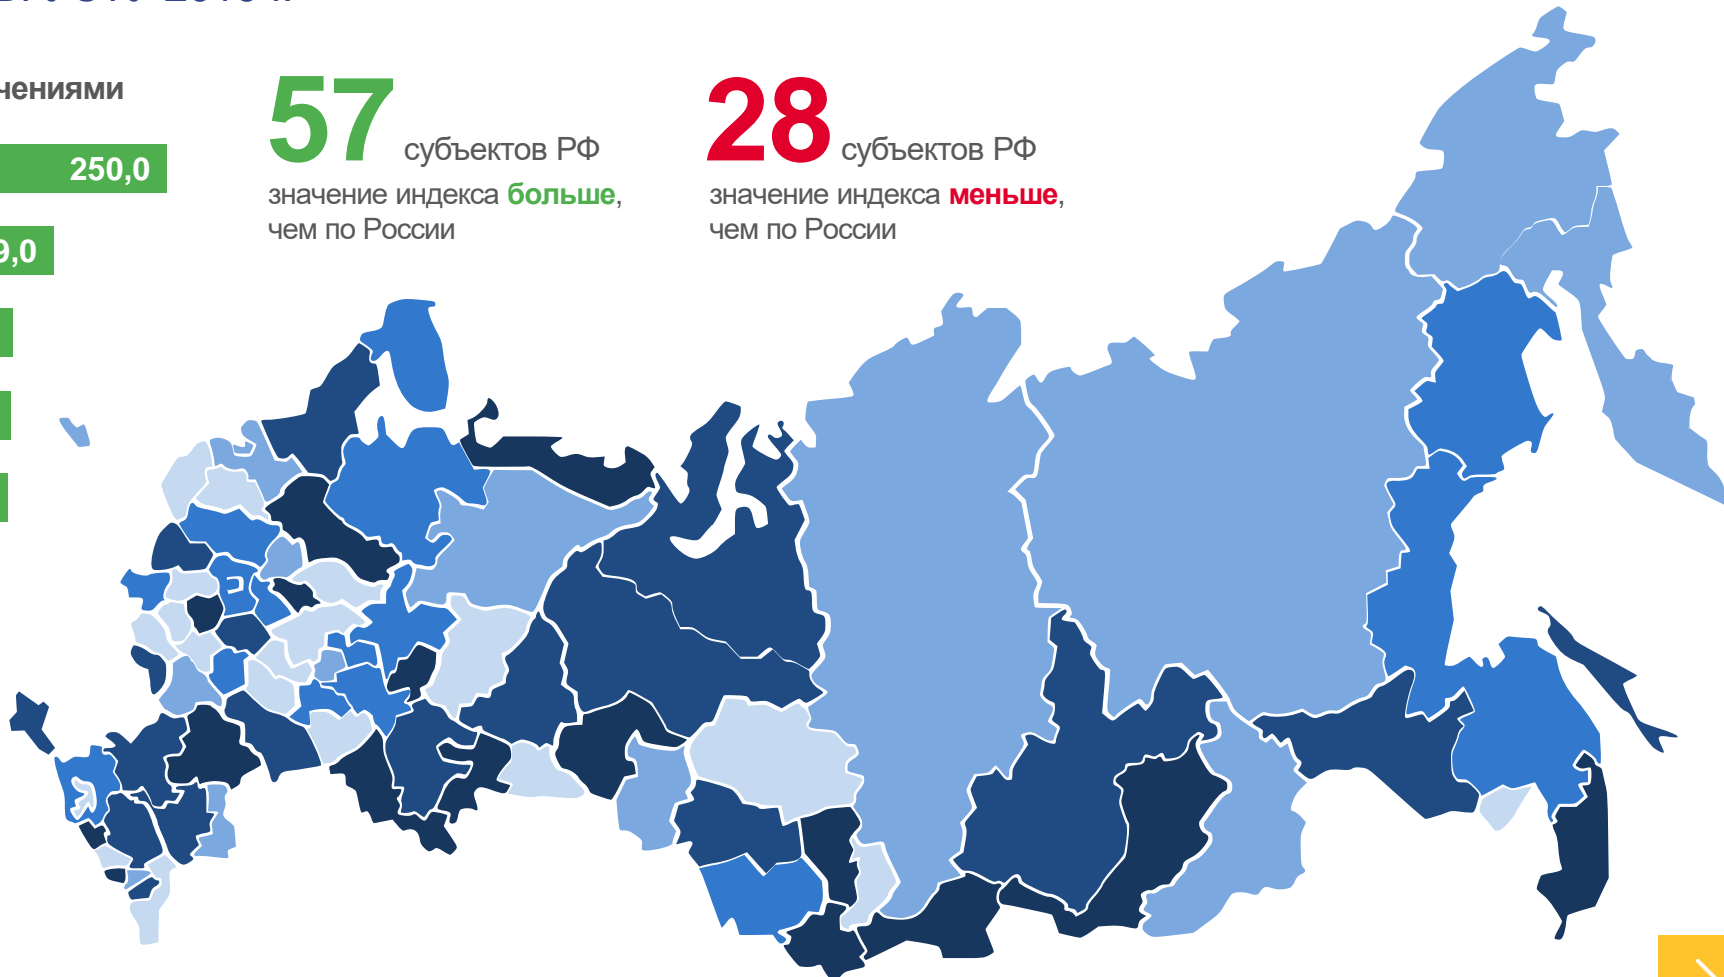 чениями
250,0
9,0
57 субъектов РФ
значение индекса больше,
чем по России
28 субъектов РФ
значение индекса меньше,
чем по России